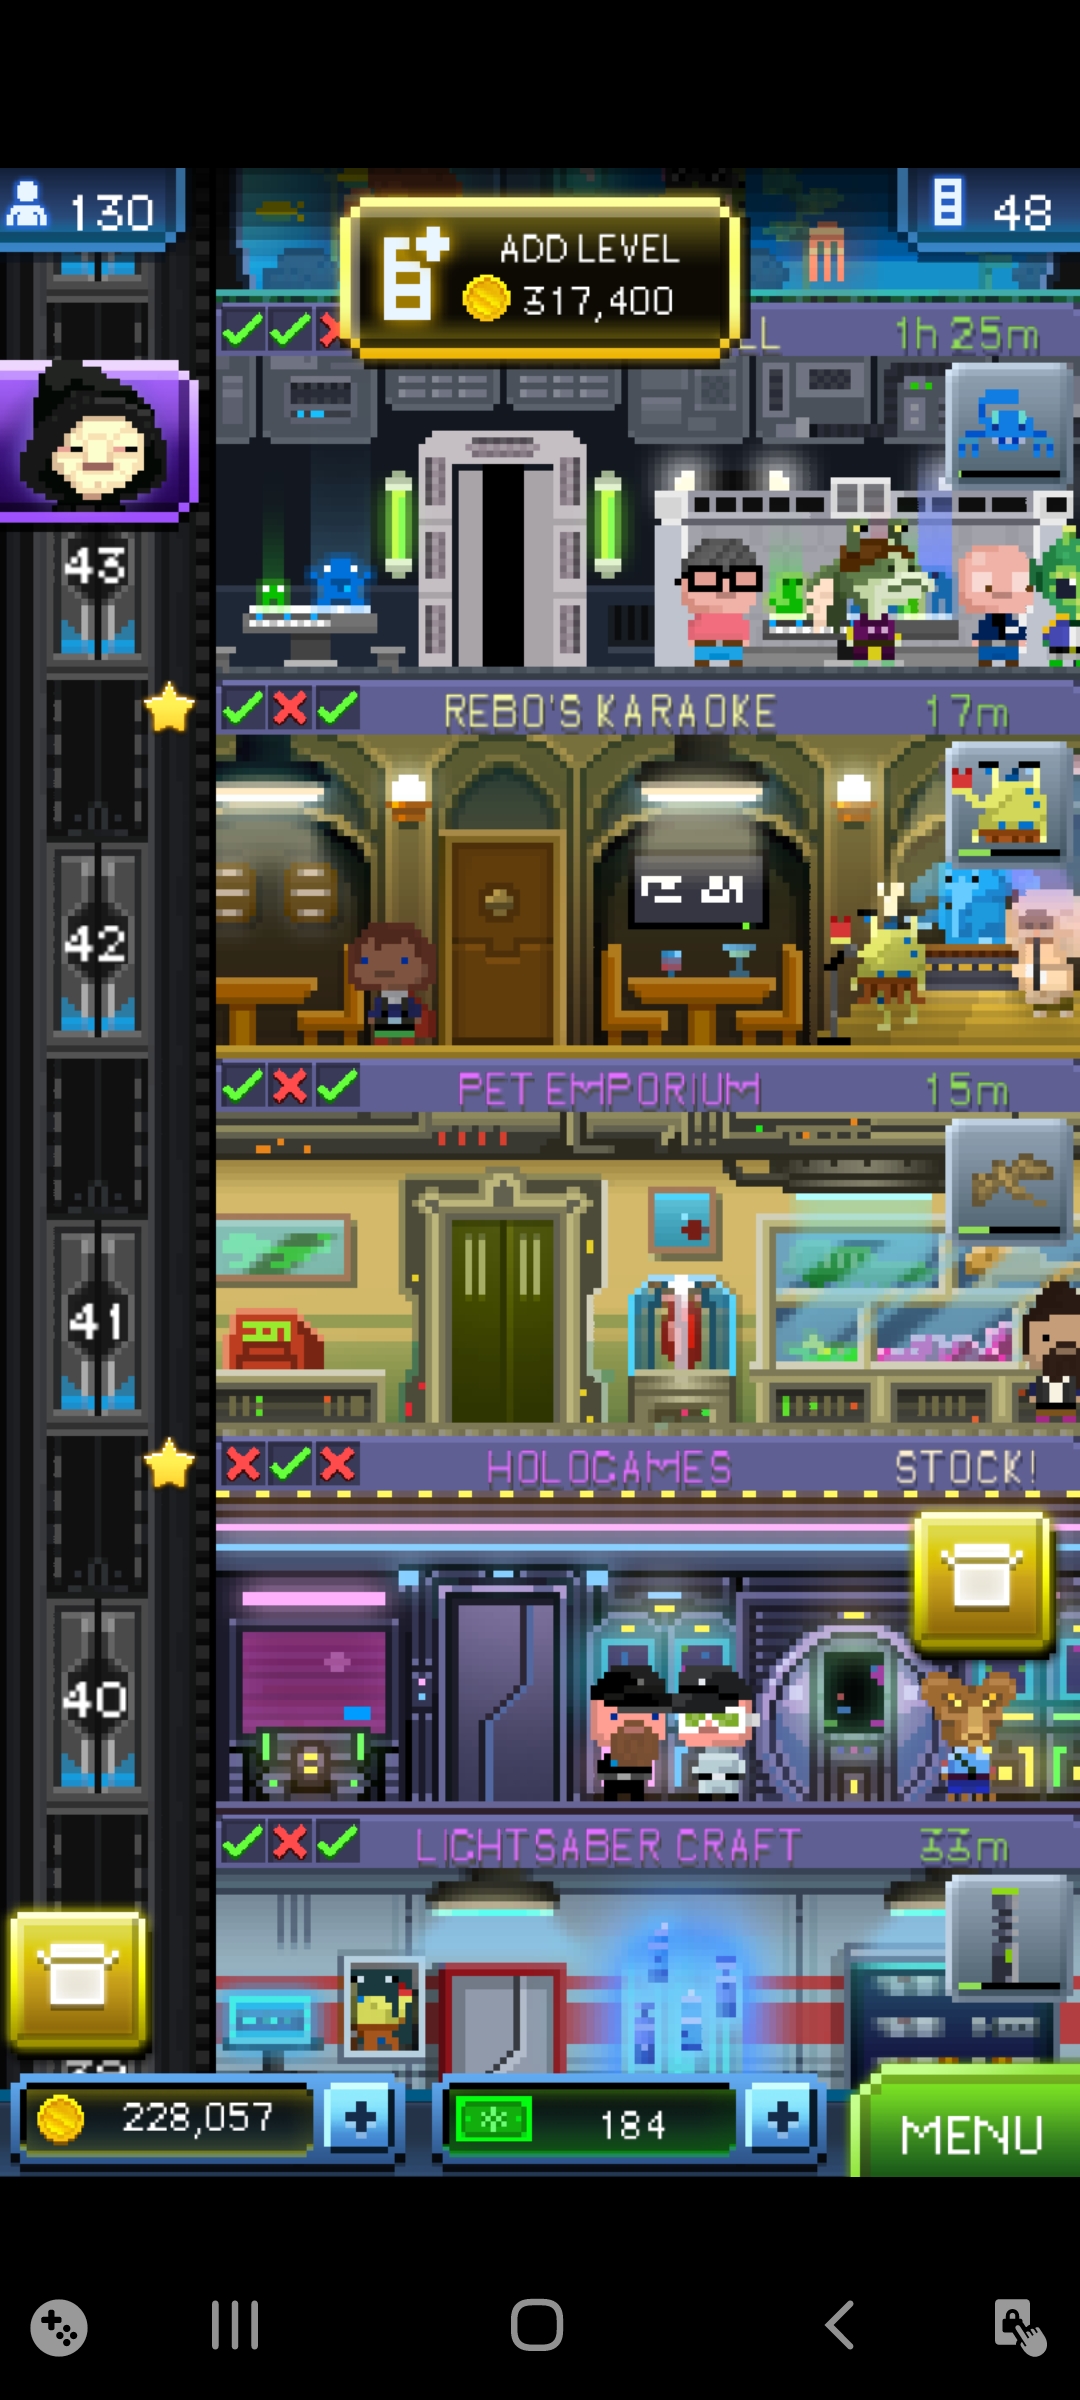 130
48
ADD LEVEL
317,400
LL
1h 25m
43
REBO'S KARAOKE
17m
42
PET EMPORIUM
15m
41
HOLOGAMES
STOCK!
40
LIGHTSABER CRAFT
33m
39
228,057
184
MENU